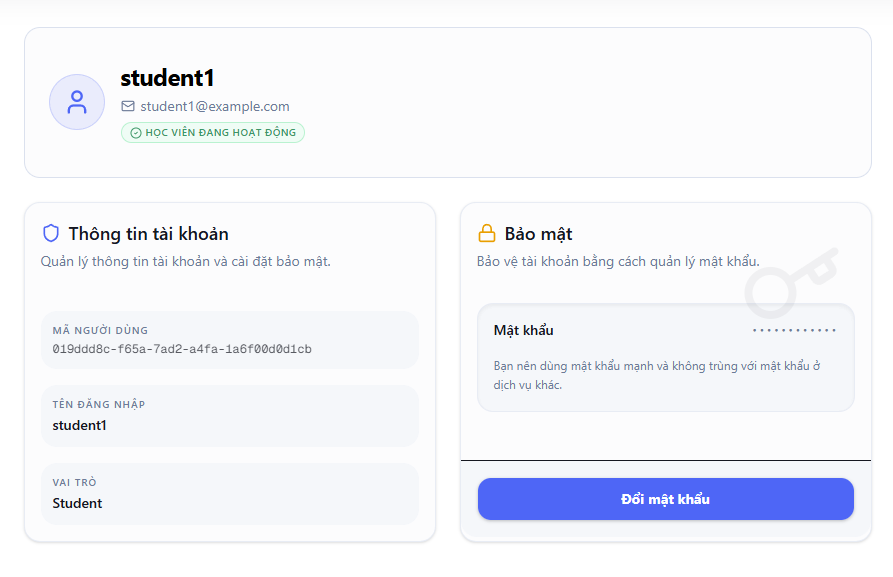 student1
student1@example.com
HỌC VIÊN ĐANG HOẠT ĐỘNG
Thông tin tài khoản
Quản lý thông tin tài khoản và cài đặt bảo mật.
MÃ NGƯỜI DÙNG
019ddd8c-f65a-7ad2-a4fa-1a6f00d0d1cb
TÊN ĐĂNG NHẬP
student1
VAI TRÒ
Student
Bảo mật
Bảo vệ tài khoản bằng cách quản lý mật khẩu.
Mật khẩu ············
Bạn nên dùng mật khẩu mạnh và không trùng với mật khẩu ở
dịch vụ khác.
Đổi mật khẩu